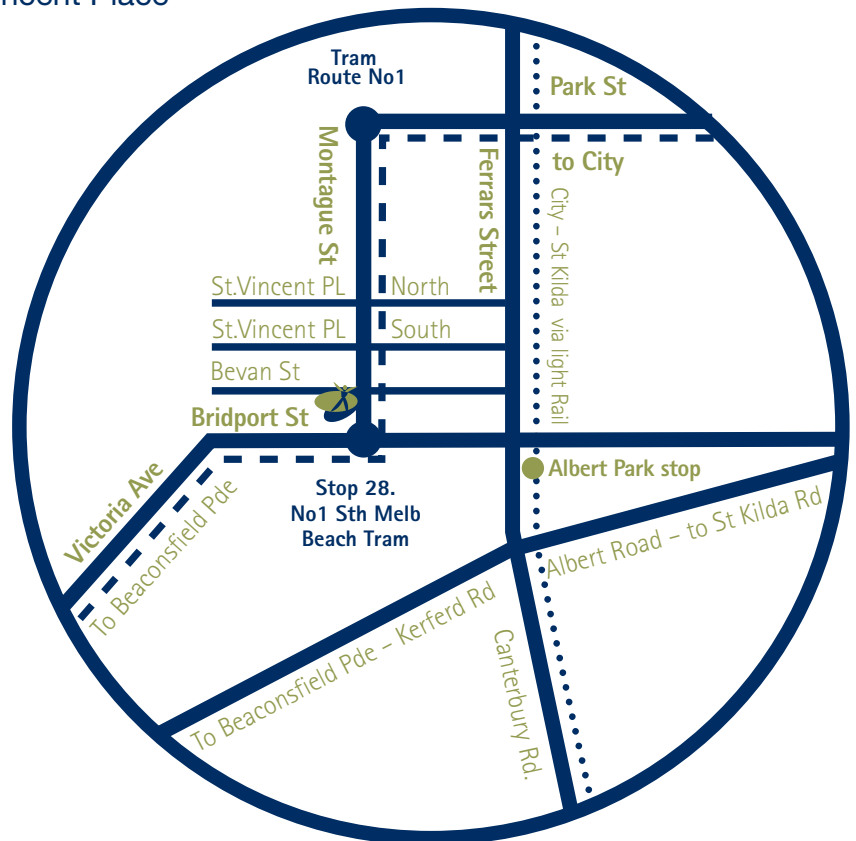 Place
Tram
Route No1
Park St
to City
Montague St
Ferrars Street
City – St Kilda via light Rail
St.Vincent PL North
St.Vincent PL South
Bevan St
Bridport St
Albert Park stop
Stop 28.
No1 Sth Melb
Beach Tram
Victoria Ave
To Beaconsfield Pde
Albert Road – to St Kilda Rd
To Beaconsfield Pde – Kerferd Rd
Canterbury Rd.